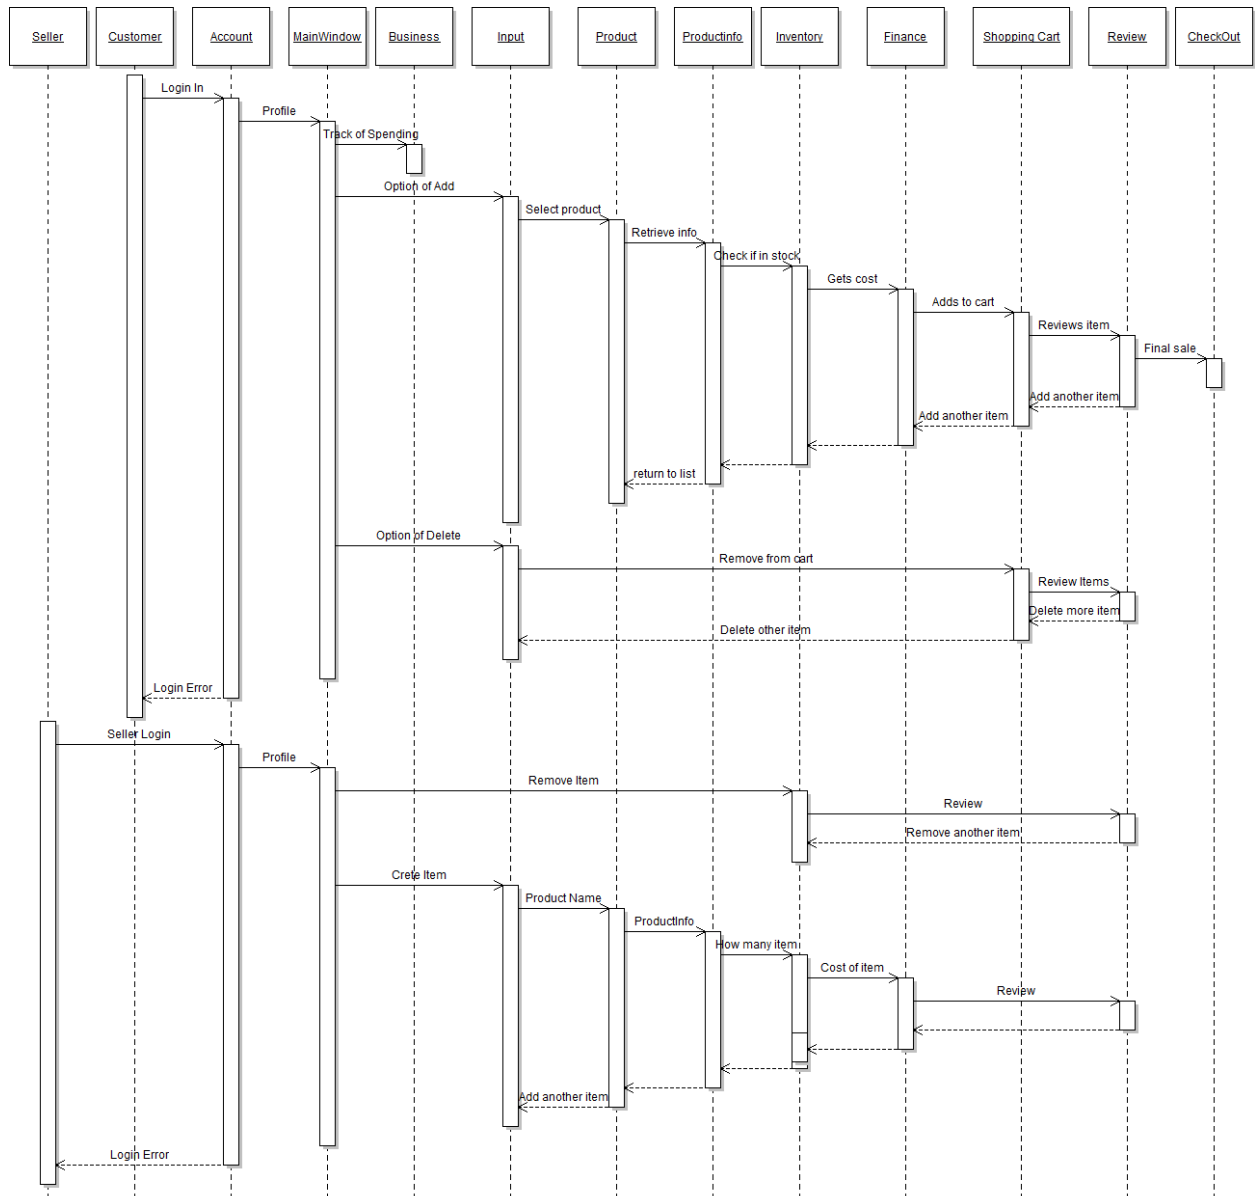 Seller
Customer
Account
MainWindow
Business
Input
Product
Productinfo
Inventory
Finance
Shopping Cart
Review
CheckOut
Login In
Profile
Track of Spending
Option of Add
Select product
Retrieve info
Check if in stock
Gets cost
Adds to cart
Reviews item
Final sale
Add another item
Add another item
return to list
Option of Delete
Remove from cart
Review Items
Delete more item
Delete other item
Login Error
Seller Login
Profile
Remove Item
Review
Remove another item
Crete Item
Product Name
ProductInfo
How many item
Cost of item
Review
Add another item
Login Error